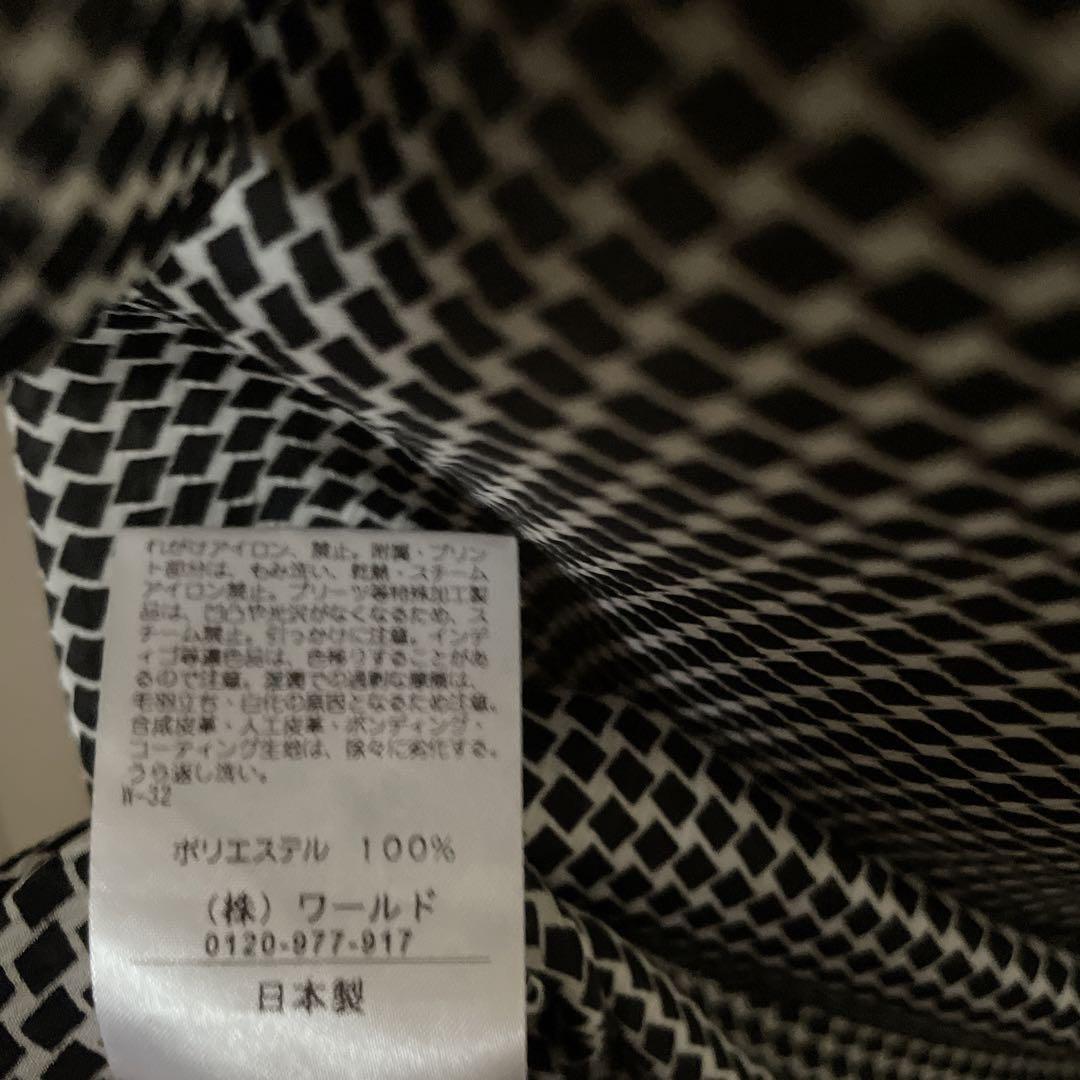 れがけアイロン、禁止。附属・プリン
ト部分は、もみ洗い、乾熱・スチーム
アイロン禁止。プリーツ等特殊加工製
品は、凹凸や光沢がなくなるため、ス
チーム禁止。引っかけに注意。インデ
ィゴ等濃色品は、色移りすることがあ
るので注意。湿潤での過剰な摩擦は、
毛羽立ち・白化の原因となるため注意。
合成皮革・人工皮革・ボンディング・
コーティング生地は、徐々に劣化する。
うら返し洗い。
W-32
ポリエステル 100%
(株) ワールド
0120-977-917
日本製